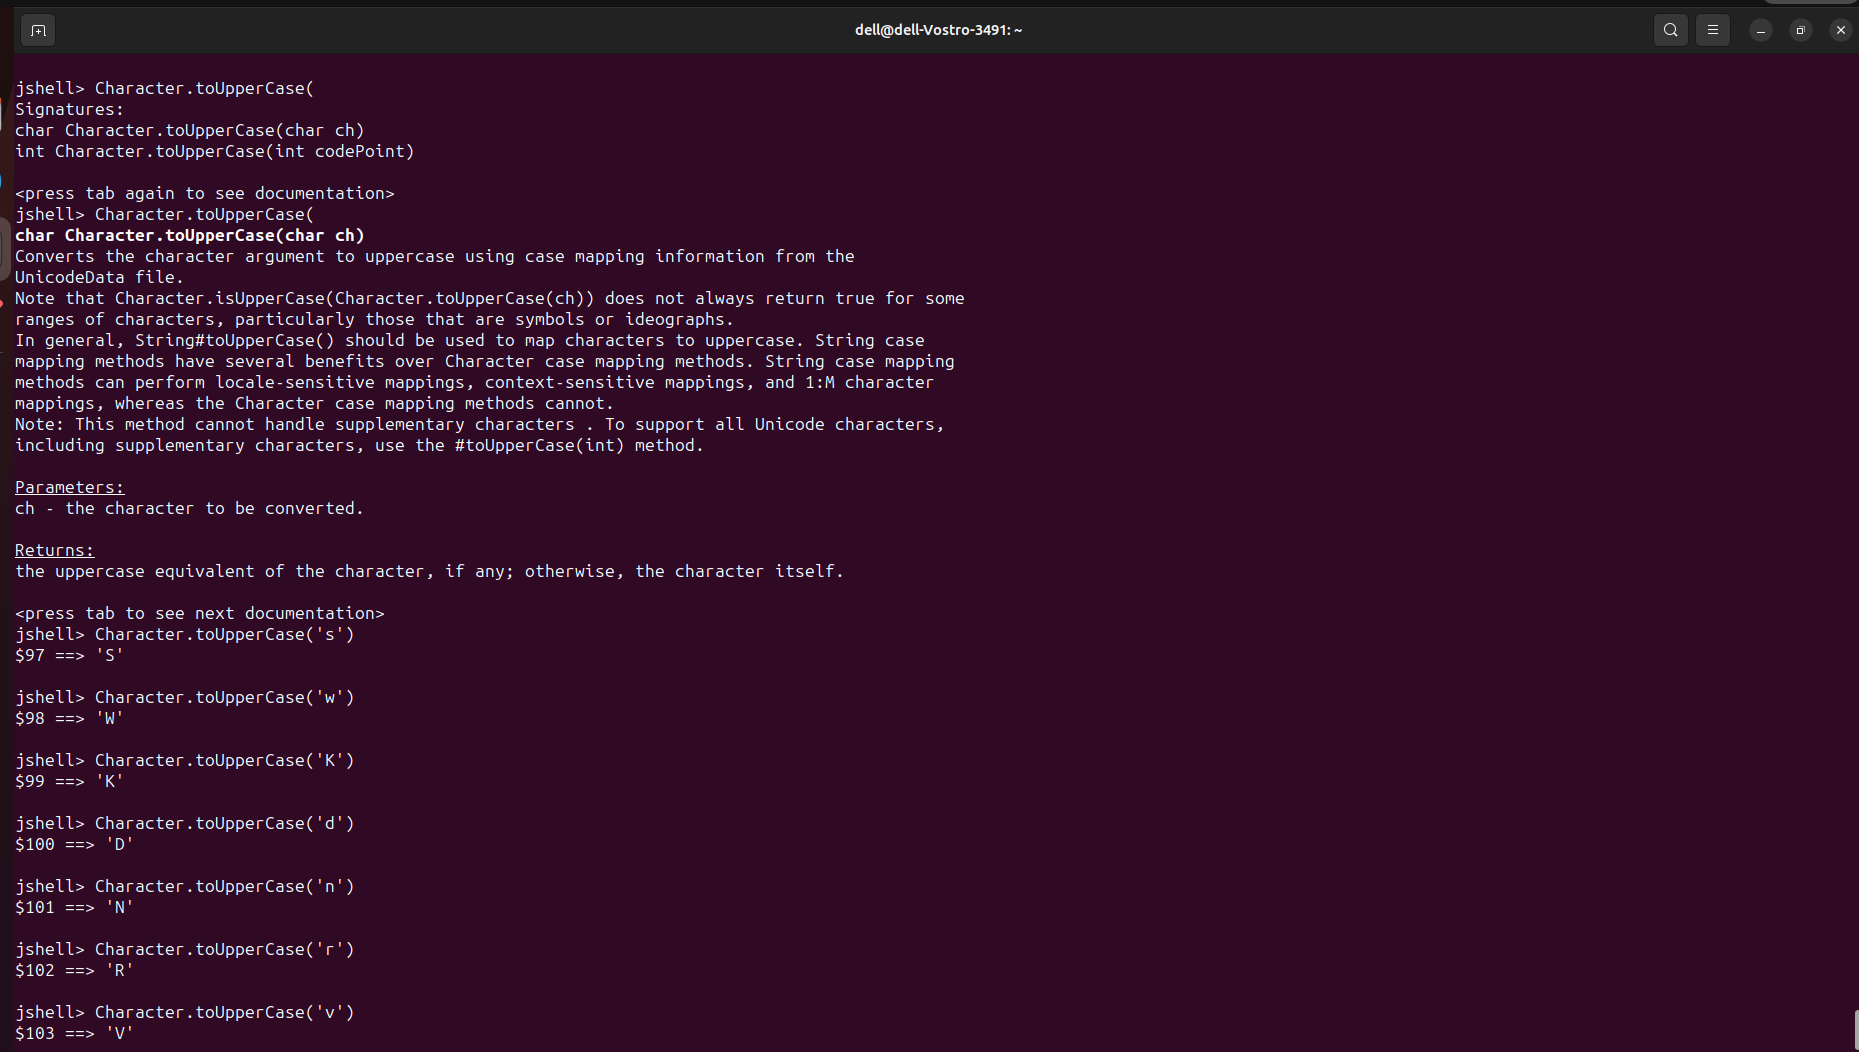 dell@dell-Vostro-3491: ~
jshell> Character.toUpperCase(
Signatures:
char Character.toUpperCase(char ch)
int Character.toUpperCase(int codePoint)
<press tab again to see documentation>
jshell> Character.toUpperCase(
char Character.toUpperCase(char ch)
Converts the character argument to uppercase using case mapping information from the
UnicodeData file.
Note that Character.isUpperCase(Character.toUpperCase(ch)) does not always return true for some
ranges of characters, particularly those that are symbols or ideographs.
In general, String#toUpperCase() should be used to map characters to uppercase. String case
mapping methods have several benefits over Character case mapping methods. String case mapping
methods can perform locale-sensitive mappings, context-sensitive mappings, and 1:M character
mappings, whereas the Character case mapping methods cannot.
Note: This method cannot handle supplementary characters . To support all Unicode characters,
including supplementary characters, use the #toUpperCase(int) method.
Parameters:
ch - the character to be converted.
Returns:
the uppercase equivalent of the character, if any; otherwise, the character itself.
<press tab to see next documentation>
jshell> Character.toUpperCase('s')
$97 ==> 'S'
jshell> Character.toUpperCase('w')
$98 ==> 'W'
jshell> Character.toUpperCase('K')
$99 ==> 'K'
jshell> Character.toUpperCase('d')
$100 ==> 'D'
jshell> Character.toUpperCase('n')
$101 ==> 'N'
jshell> Character.toUpperCase('r')
$102 ==> 'R'
jshell> Character.toUpperCase('v')
$103 ==> 'V'